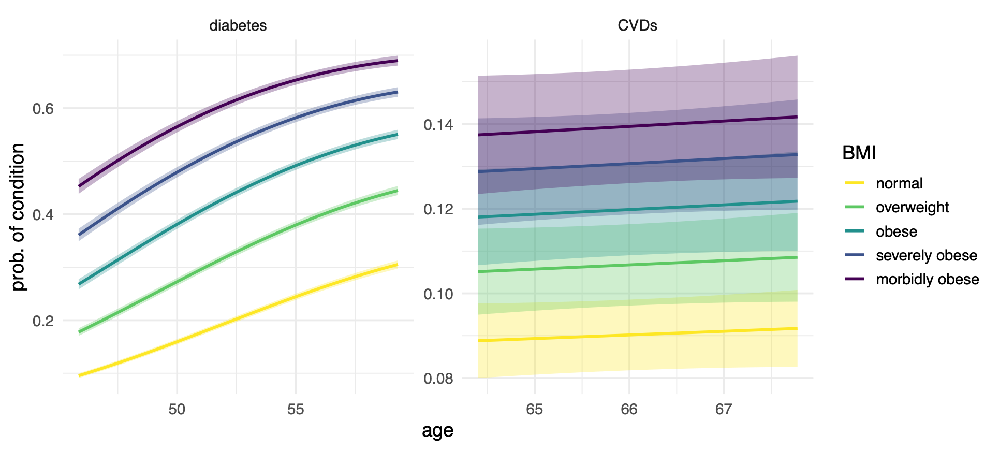 diabetes
CVDs
prob. of condition
0.6
0.4
0.2
50
55
0.14
0.12
0.10
0.08
65
66
67
age
BMI
normal
overweight
obese
severely obese
morbidly obese